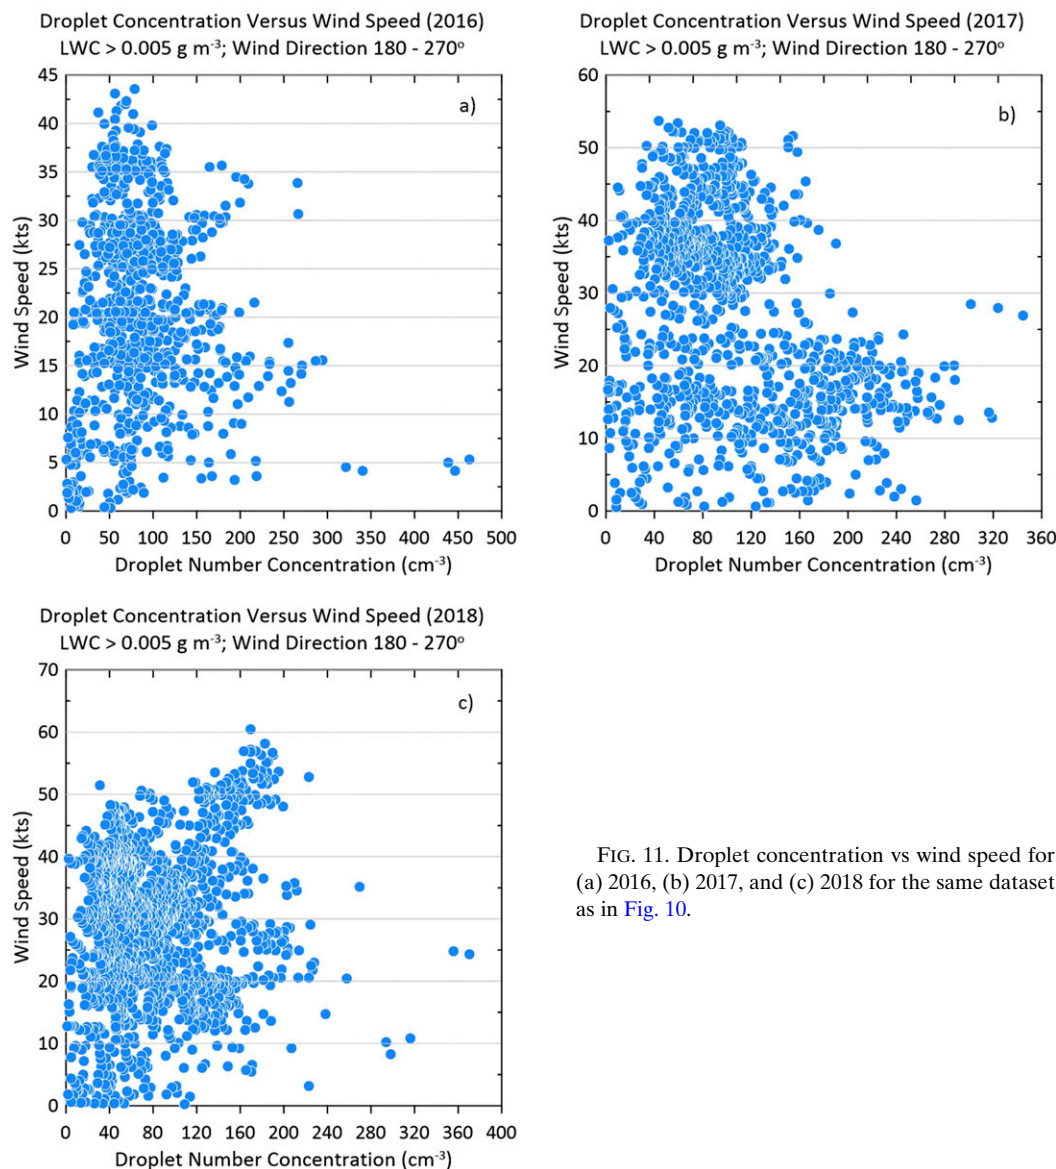 Droplet Concentration Versus Wind Speed (2016)
LWC > 0.005 g m⁻³; Wind Direction 180 - 270º
45
40
35
30
25
20
15
10
5
0
Wind Speed (kts)
a)
0 50 100 150 200 250 300 350 400 450 500
Droplet Number Concentration (cm⁻³)
Droplet Concentration Versus Wind Speed (2017)
LWC > 0.005 g m⁻³; Wind Direction 180 - 270º
60
50
40
30
20
10
0
Wind Speed (kts)
b)
0 40 80 120 160 200 240 280 320 360
Droplet Number Concentration (cm⁻³)
Droplet Concentration Versus Wind Speed (2018)
LWC > 0.005 g m⁻³; Wind Direction 180 - 270º
70
60
50
40
30
20
10
0
Wind Speed (kts)
c)
0 40 80 120 160 200 240 280 320 360 400
Droplet Number Concentration (cm⁻³)
FIG. 11. Droplet concentration vs wind speed for
(a) 2016, (b) 2017, and (c) 2018 for the same dataset
as in Fig. 10.